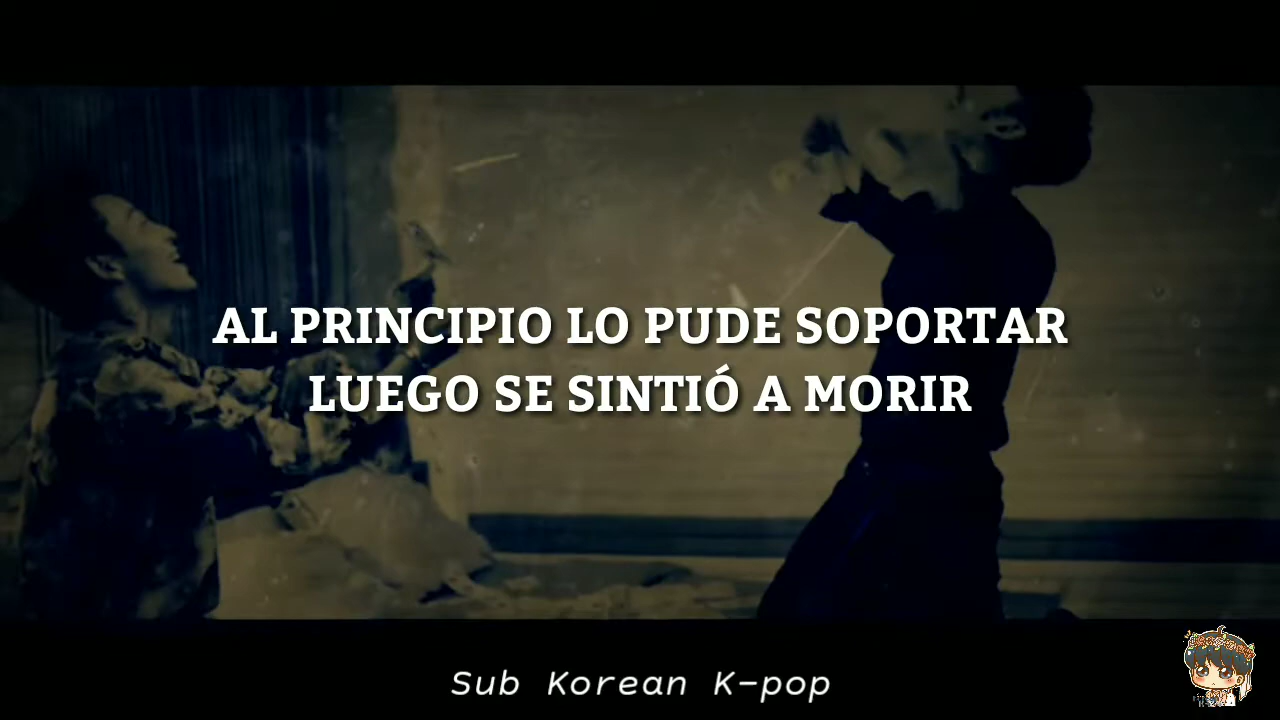 AL PRINCIPIO LO PUDE SOPORTAR
LUEGO SE SINTIÓ A MORIR
Sub Korean K-pop